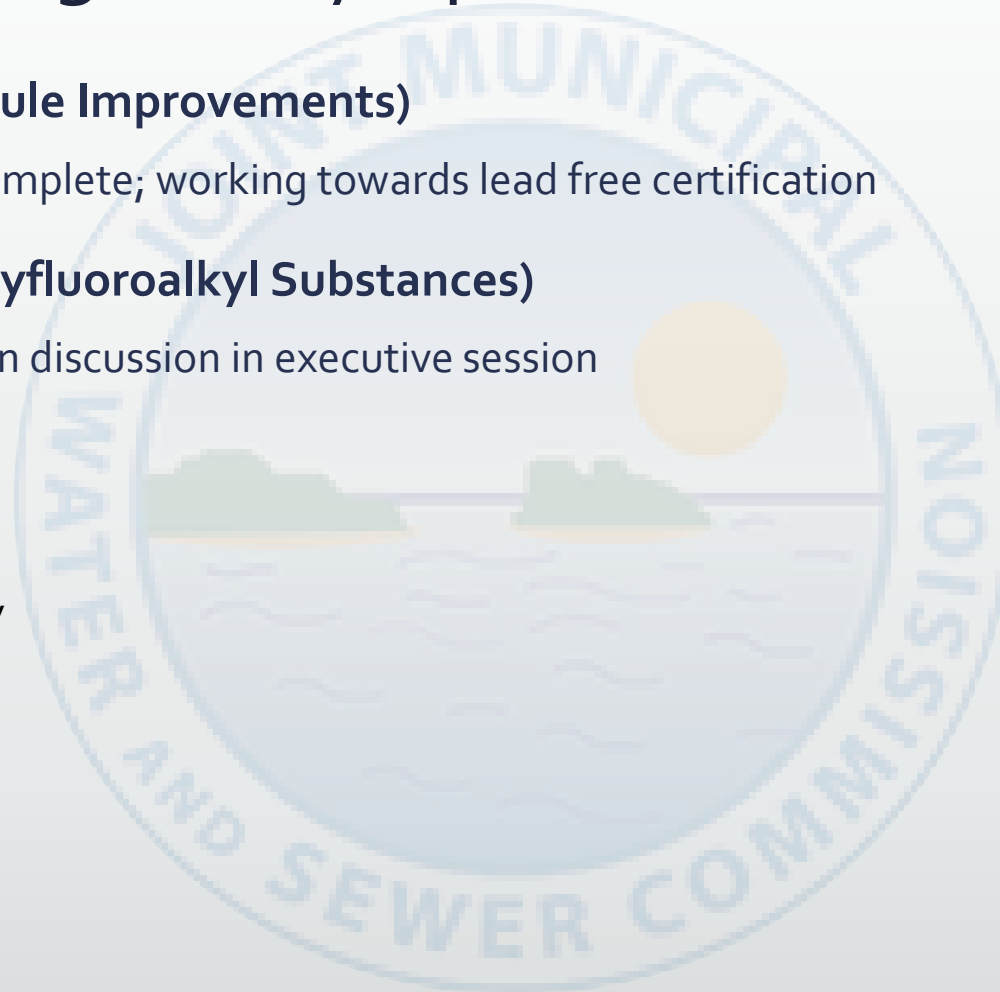 ule Improvements)
mplete; working towards lead free certification
yfluoroalkyl Substances)
n discussion in executive session
JOINT MUNICIPAL
WATER AND SEWER COMMISSION